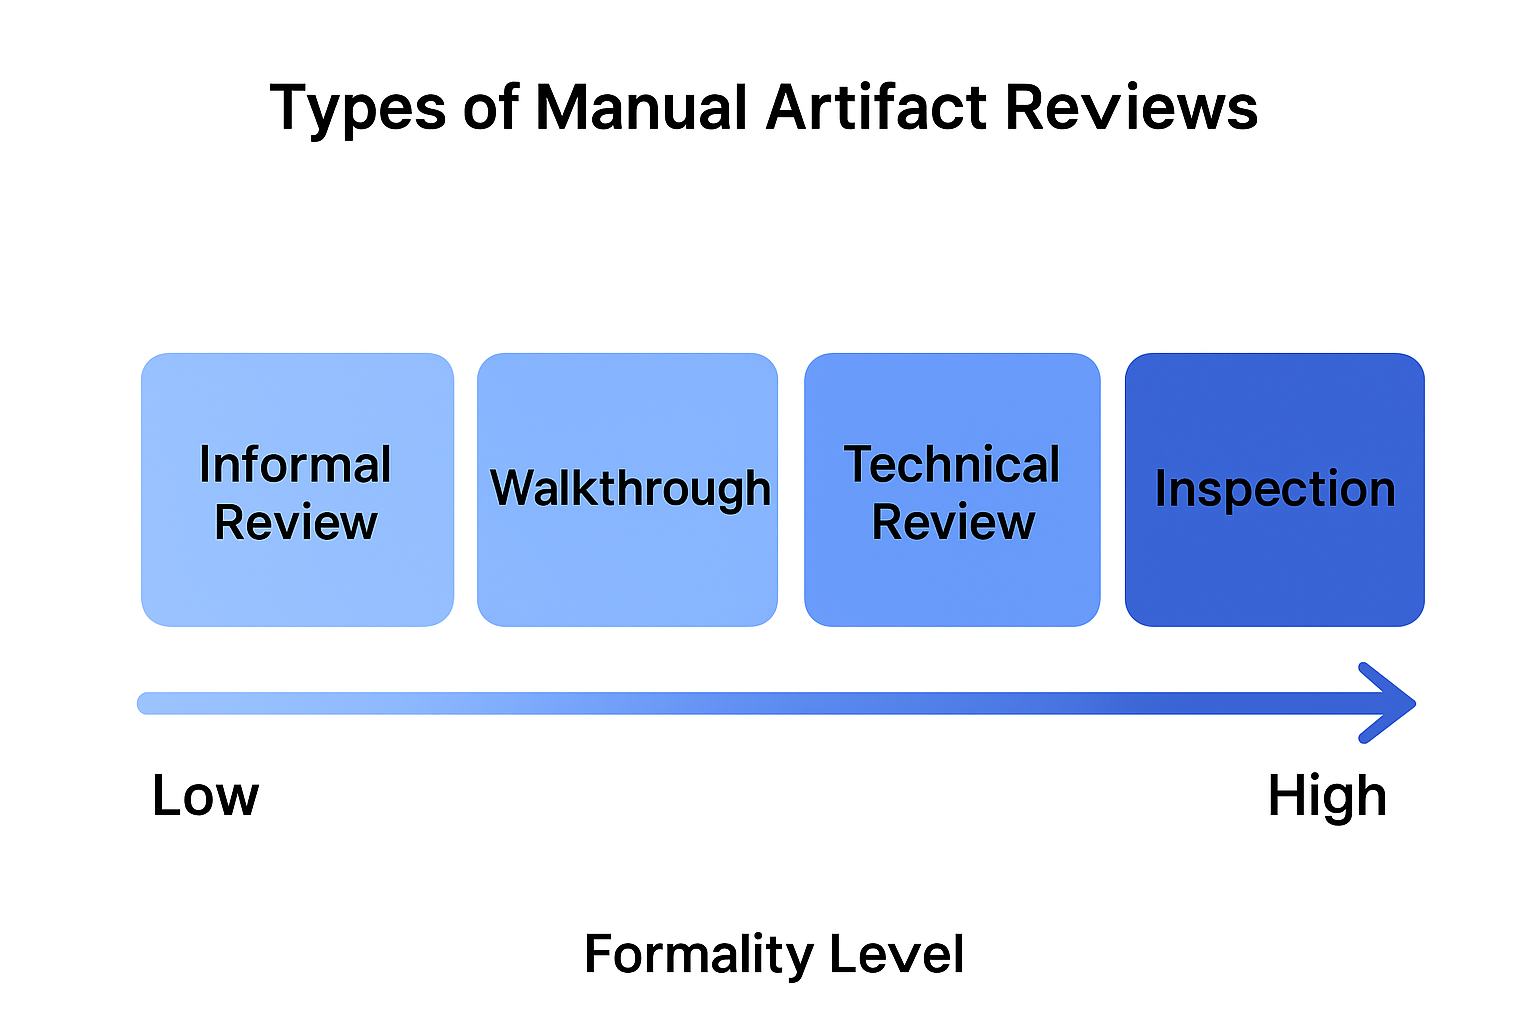 Types of Manual Artifact Reviews
Informal
Review
Walkthrough
Technical
Review
Inspection
Low
High
Formality Level